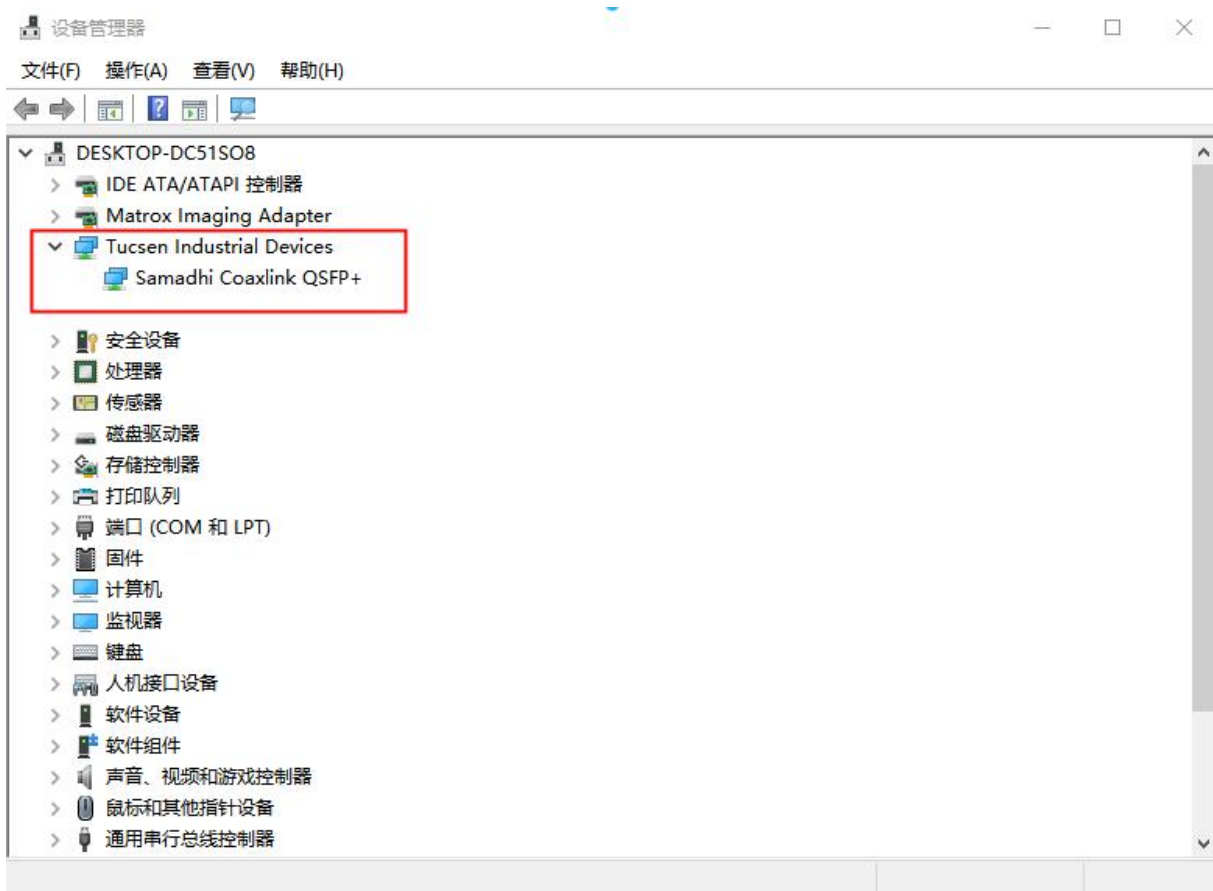 设备管理器
文件(F) 操作(A) 查看(V) 帮助(H)
DESKTOP-DC51SO8
IDE ATA/ATAPI 控制器
Matrox Imaging Adapter
Tucsen Industrial Devices
Samadhi Coaxlink QSFP+
安全设备
处理器
传感器
磁盘驱动器
存储控制器
打印队列
端口 (COM 和 LPT)
固件
计算机
监视器
键盘
人机接口设备
软件设备
软件组件
声音、视频和游戏控制器
鼠标和其他指针设备
通用串行总线控制器